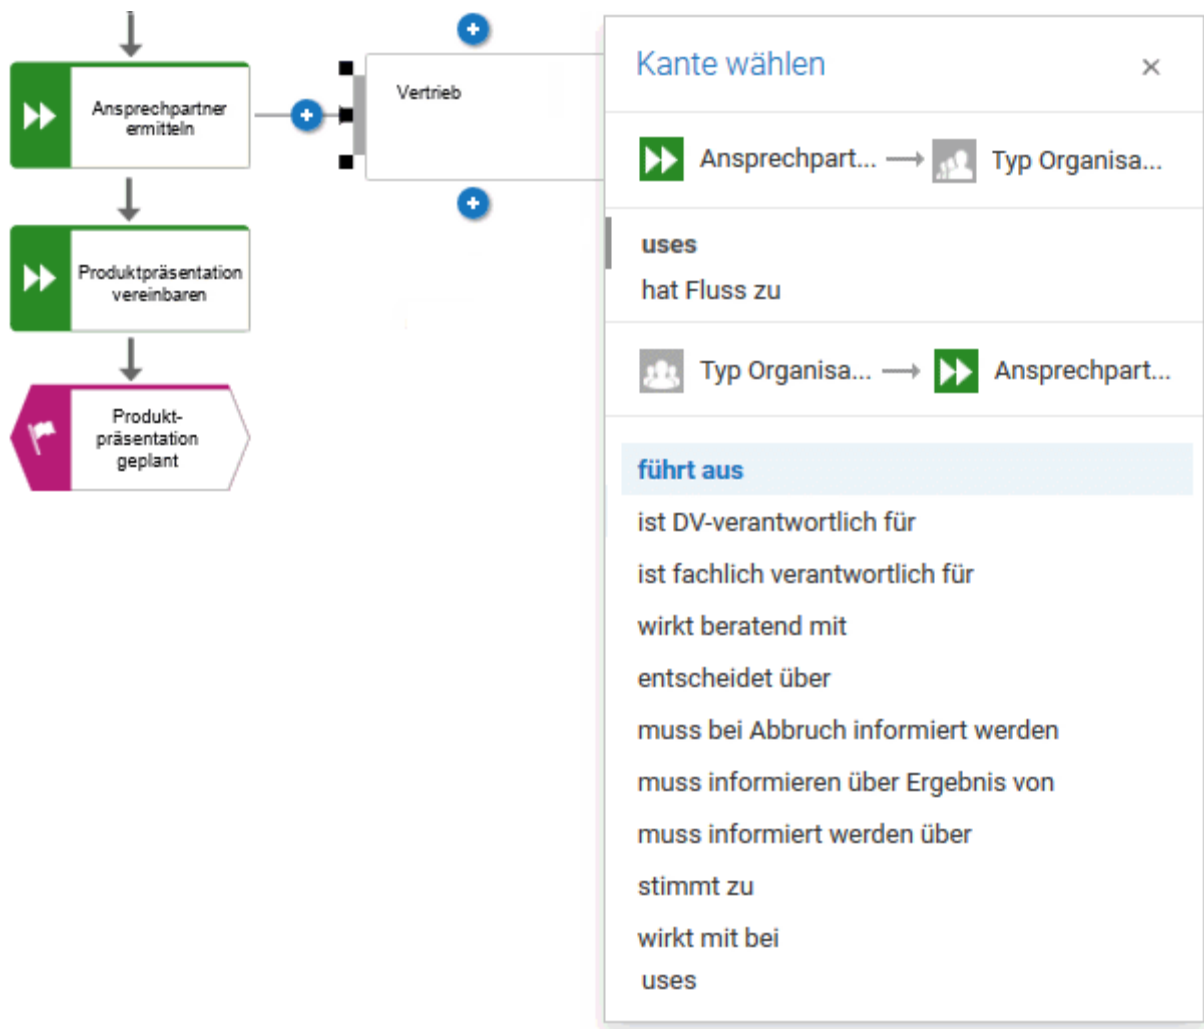 Ansprechpartner
ermitteln
Vertrieb
Produktpräsentation
vereinbaren
Produkt-
präsentation
geplant
Kante wählen
Ansprechpart... Typ Organisa...
uses
hat Fluss zu
Typ Organisa... Ansprechpart...
führt aus
ist DV-verantwortlich für
ist fachlich verantwortlich für
wirkt beratend mit
entscheidet über
muss bei Abbruch informiert werden
muss informieren über Ergebnis von
muss informiert werden über
stimmt zu
wirkt mit bei
uses